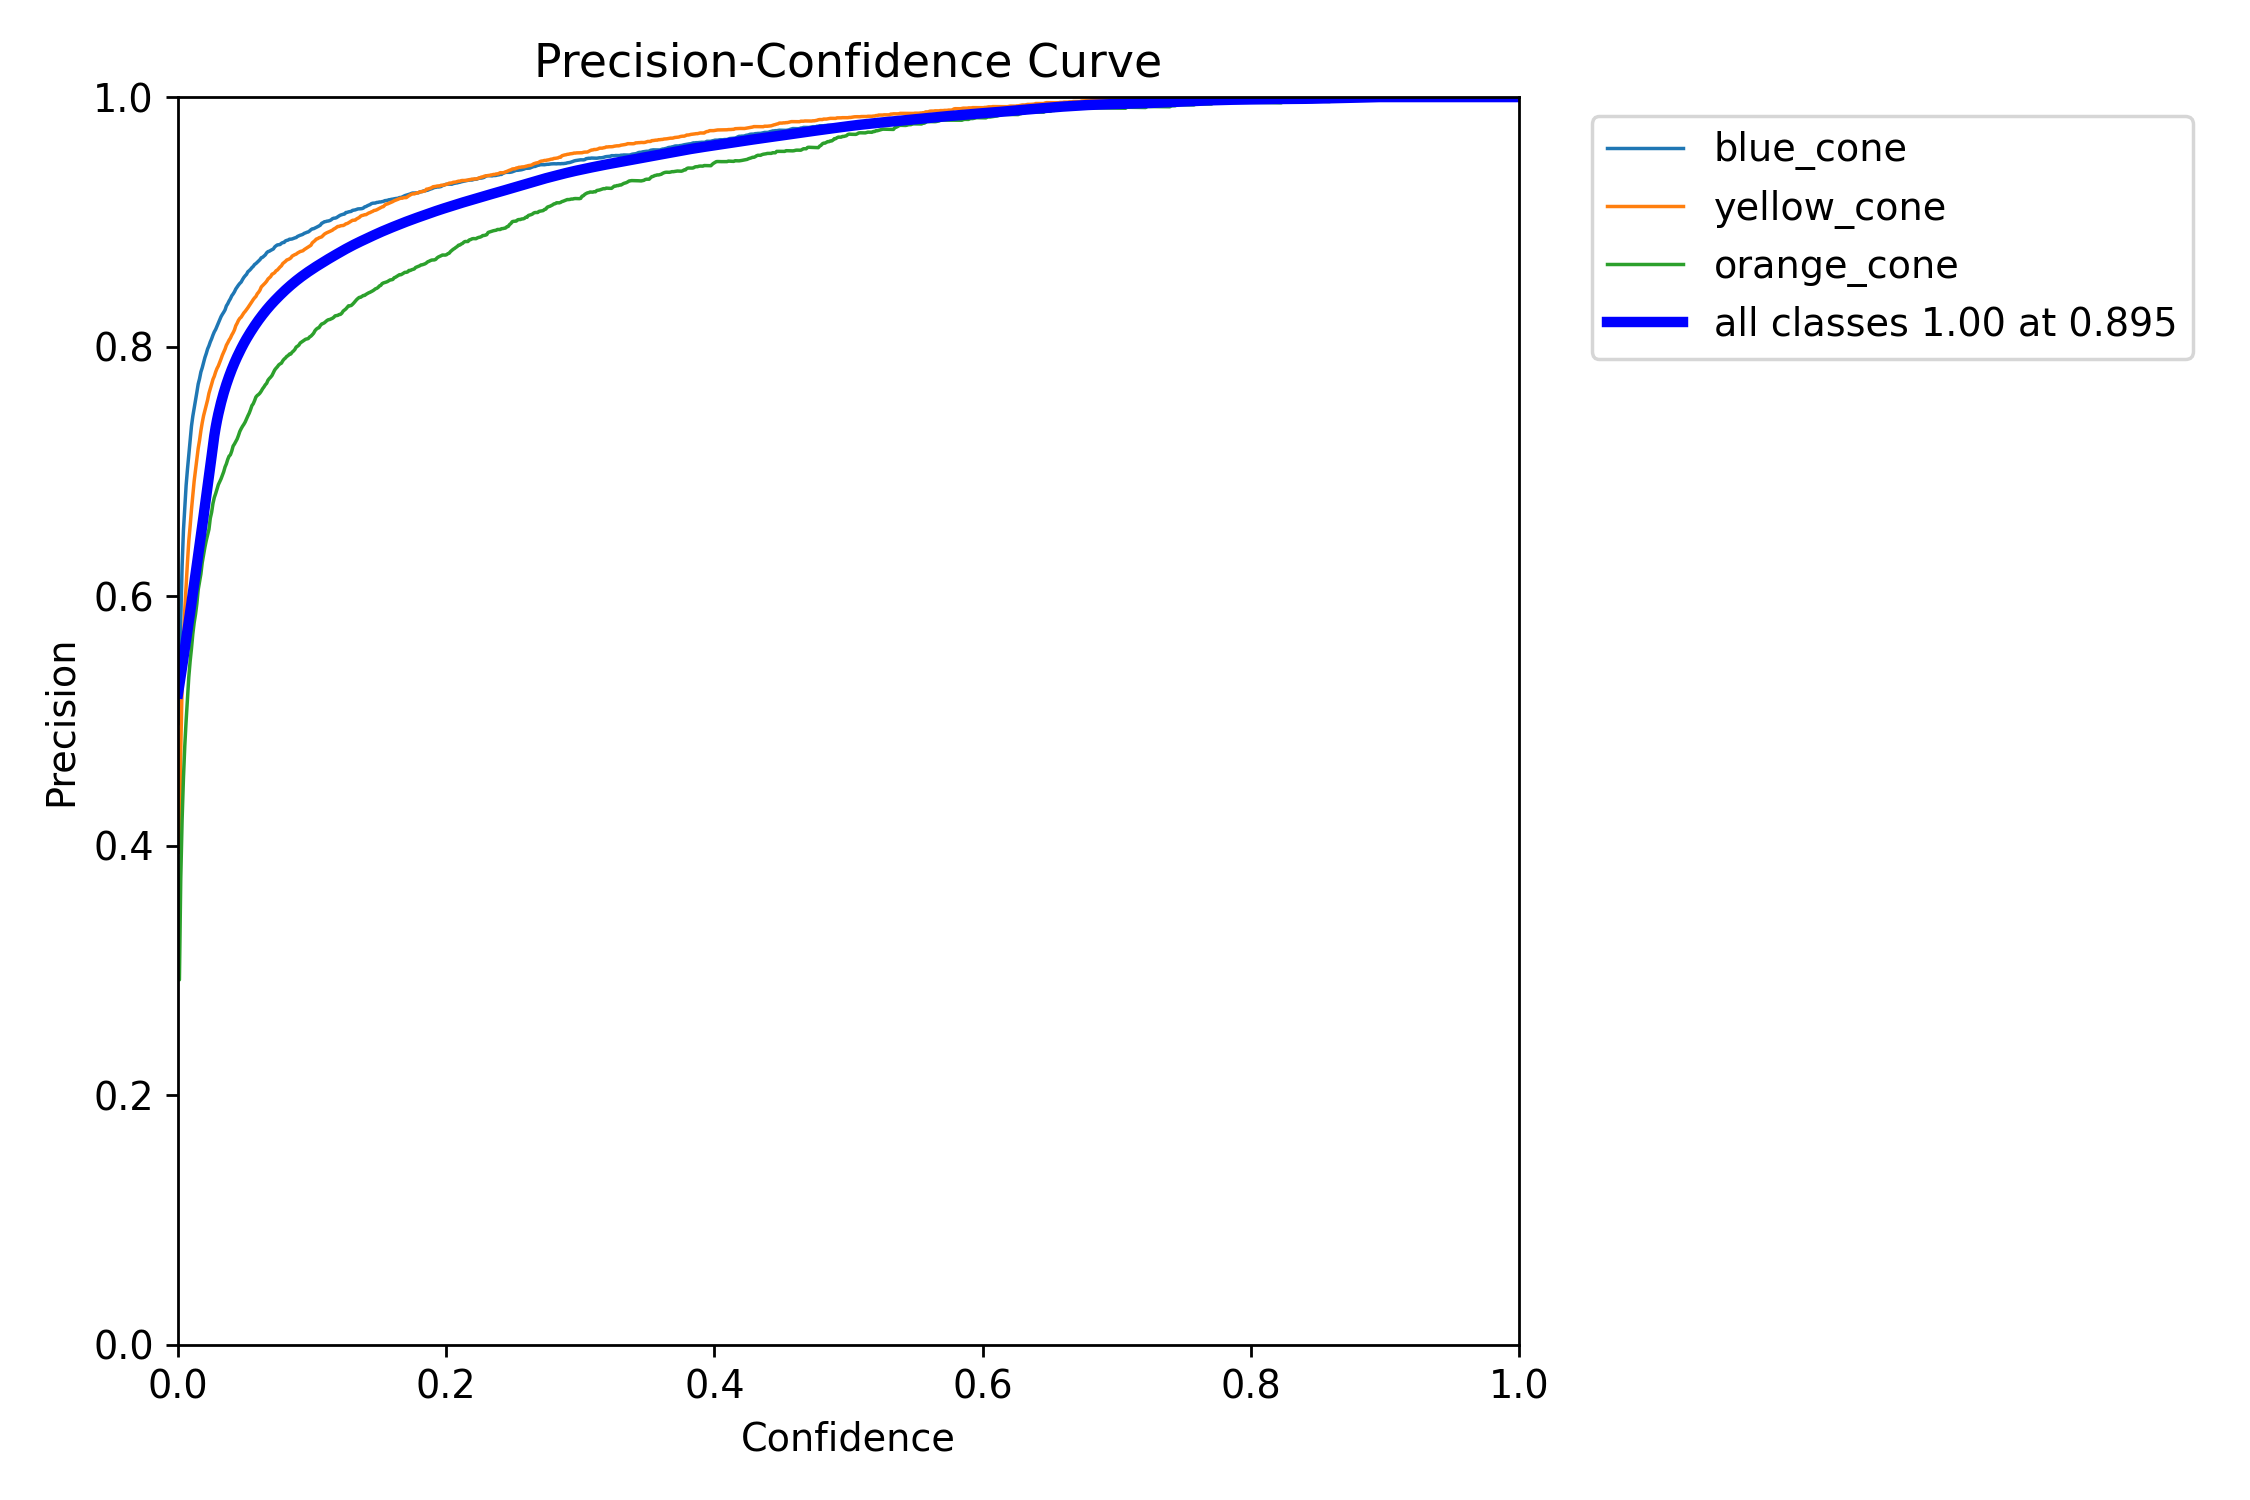 Precision-Confidence Curve
1.0
0.8
0.6
0.4
0.2
0.0
Precision
0.0 0.2 0.4 0.6 0.8 1.0
Confidence
blue_cone
yellow_cone
orange_cone
all classes 1.00 at 0.895